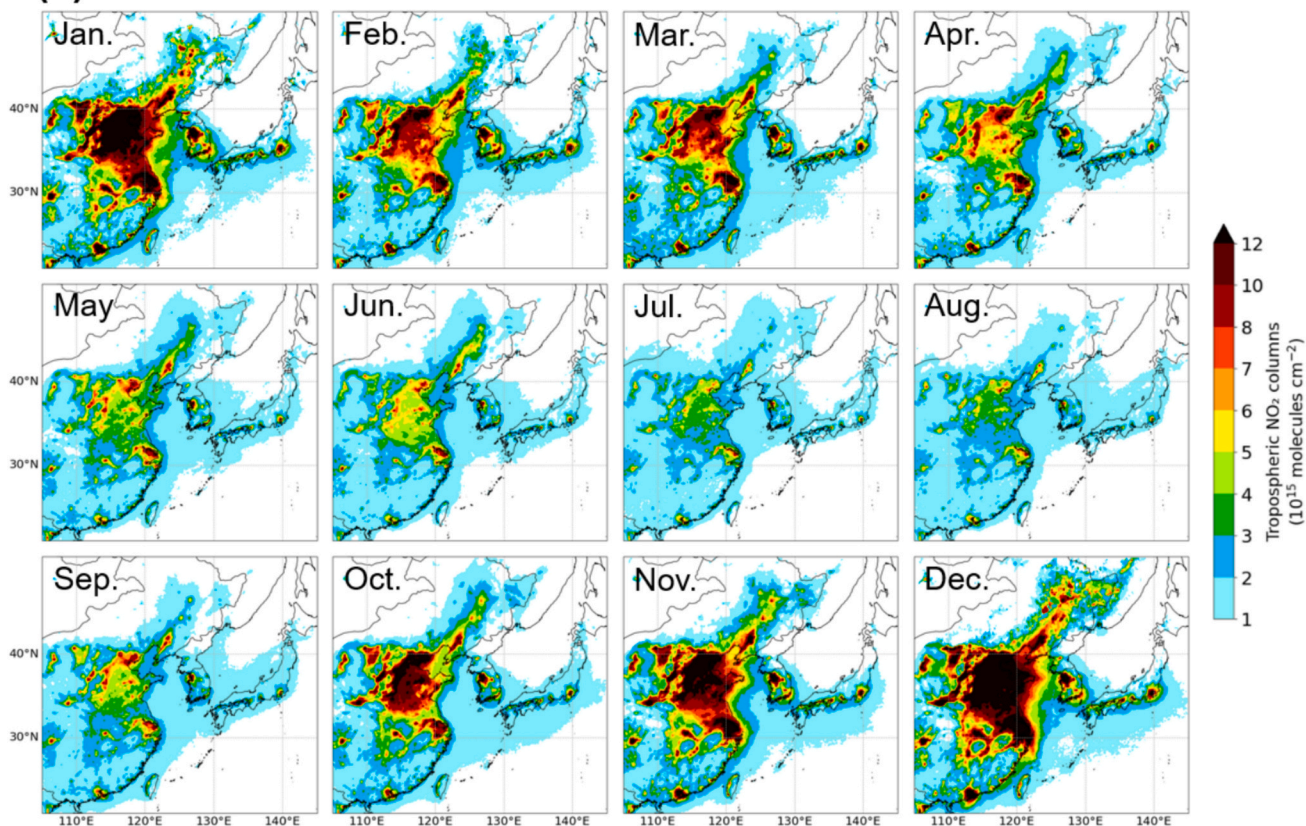 Jan.
Feb.
Mar.
Apr.
40°N
30°N
May
Jun.
Jul.
Aug.
40°N
30°N
Sep.
Oct.
Nov.
Dec.
40°N
30°N
110°E 120°E 130°E 140°E
110°E 120°E 130°E 140°E
110°E 120°E 130°E 140°E
110°E 120°E 130°E 140°E
12
10
8
7
6
5
4
3
2
1
Tropospheric NO₂ columns
(10¹⁵ molecules cm⁻²)